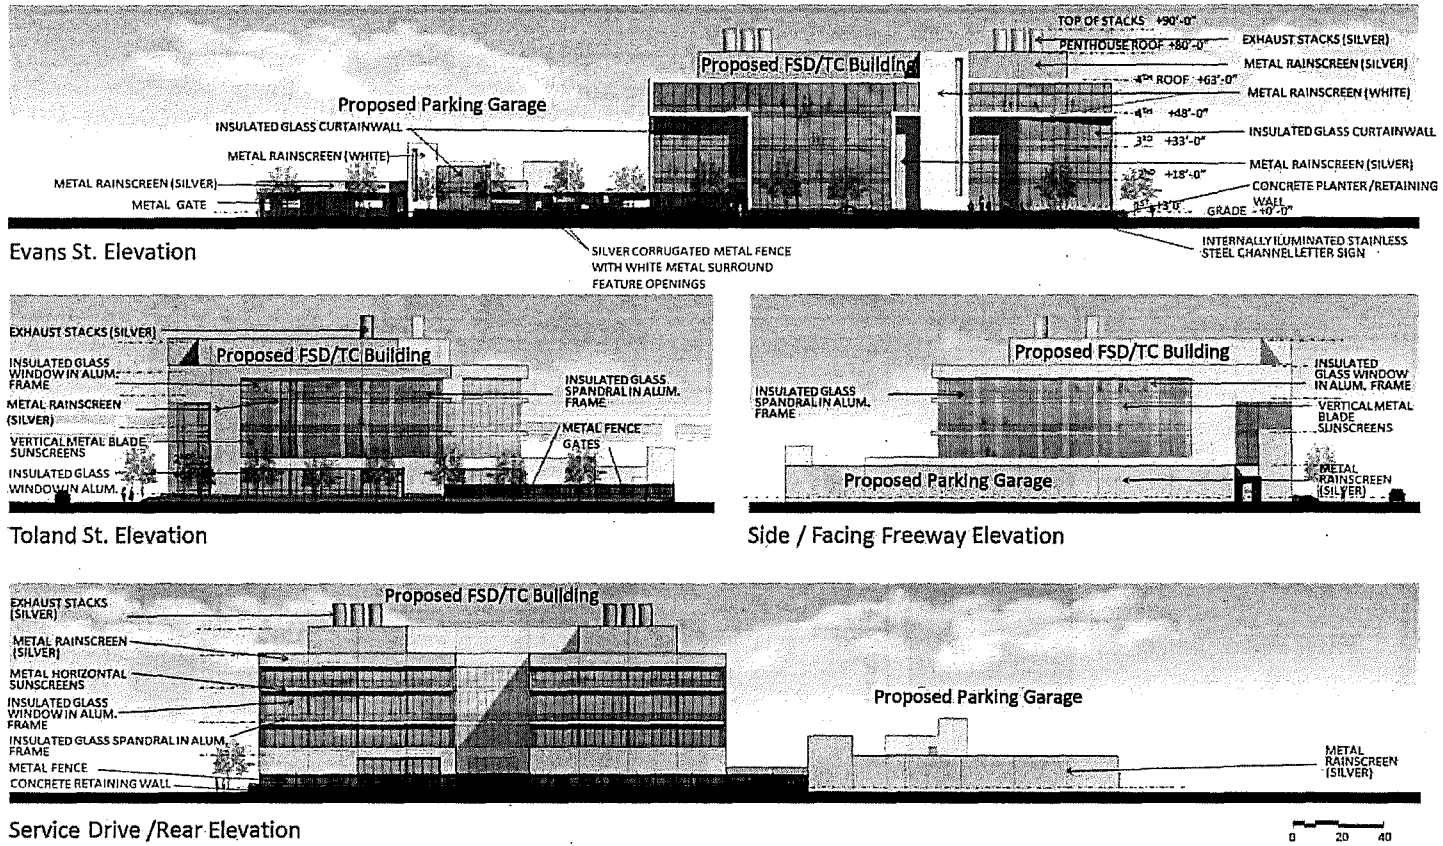 TOP OF STACKS +90'-0"
EXHAUST STACKS (SILVER)
PENTHOUSE ROOF +80'-0"
Proposed FSD/TC Building
METAL RAINSCREEN (SILVER)
ROOF +63'-0"
METAL RAINSCREEN (WHITE)
Proposed Parking Garage
+48'-0"
INSULATED GLASS CURTAINWALL
INSULATED GLASS CURTAINWALL
3RD +33'-0"
METAL RAINSCREEN (WHITE)
METAL RAINSCREEN (SILVER)
+18'-0"
METAL RAINSCREEN (SILVER)
CONCRETE PLANTER / RETAINING
WALL
METAL GATE
GRADE +0'-0"
Evans St. Elevation
SILVER CORRUGATED METAL FENCE
WITH WHITE METAL SURROUND
FEATURE OPENINGS
INTERNALLY ILUMINATED STAINLESS
STEEL CHANNEL LETTER SIGN
EXHAUST STACKS (SILVER)
Proposed FSD/TC Building
INSULATED GLASS
WINDOW IN ALUM.
FRAME
INSULATED GLASS
SPANDRAL IN ALUM.
FRAME
METAL RAINSCREEN
(SILVER)
METAL FENCE
GATES
VERTICAL METAL BLADE
SUNSCREENS
INSULATED GLASS
WINDOW IN ALUM.
Toland St. Elevation
Proposed FSD/TC Building
INSULATED
GLASS WINDOW
IN ALUM. FRAME
INSULATED GLASS
SPANDRAL IN ALUM.
FRAME
VERTICAL METAL
BLADE
SUNSCREENS
Proposed Parking Garage
METAL
RAINSCREEN
(SILVER)
Side / Facing Freeway Elevation
Proposed FSD/TC Building
EXHAUST STACKS
(SILVER)
METAL RAINSCREEN
(SILVER)
METAL HORIZONTAL
SUNSCREENS
INSULATED GLASS
WINDOW IN ALUM.
FRAME
INSULATED GLASS SPANDRAL IN ALUM.
FRAME
METAL FENCE
CONCRETE RETAINING WALL
Proposed Parking Garage
METAL
RAINSCREEN
(SILVER)
Service Drive /Rear Elevation
0 20 40